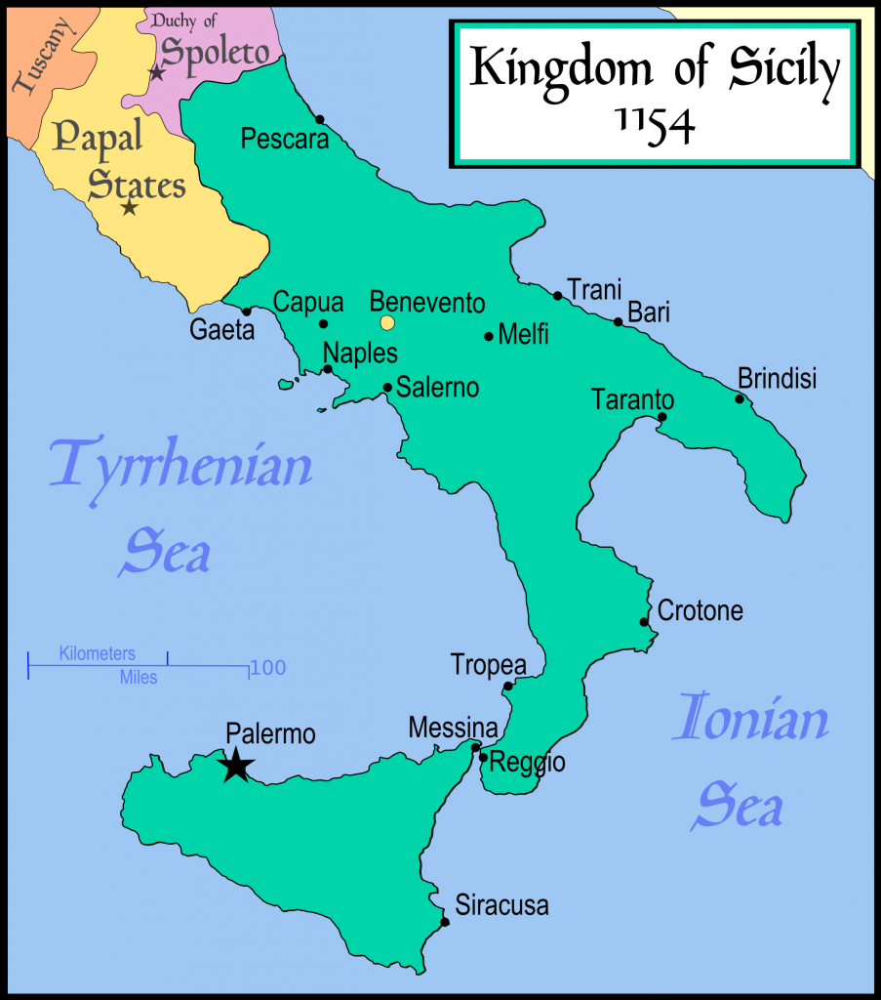 Kingdom of Sicily
1154
Tuscany
Duchy of
Spoleto
Papal
States
Pescara
Trani
Bari
Capua
Benevento
Gaeta
Melfi
Naples
Salerno
Brindisi
Taranto
Tyrrhenian
Sea
Crotone
Kilometers
Miles
100
Tropea
Ionian
Sea
Palermo
Messina
Reggio
Siracusa